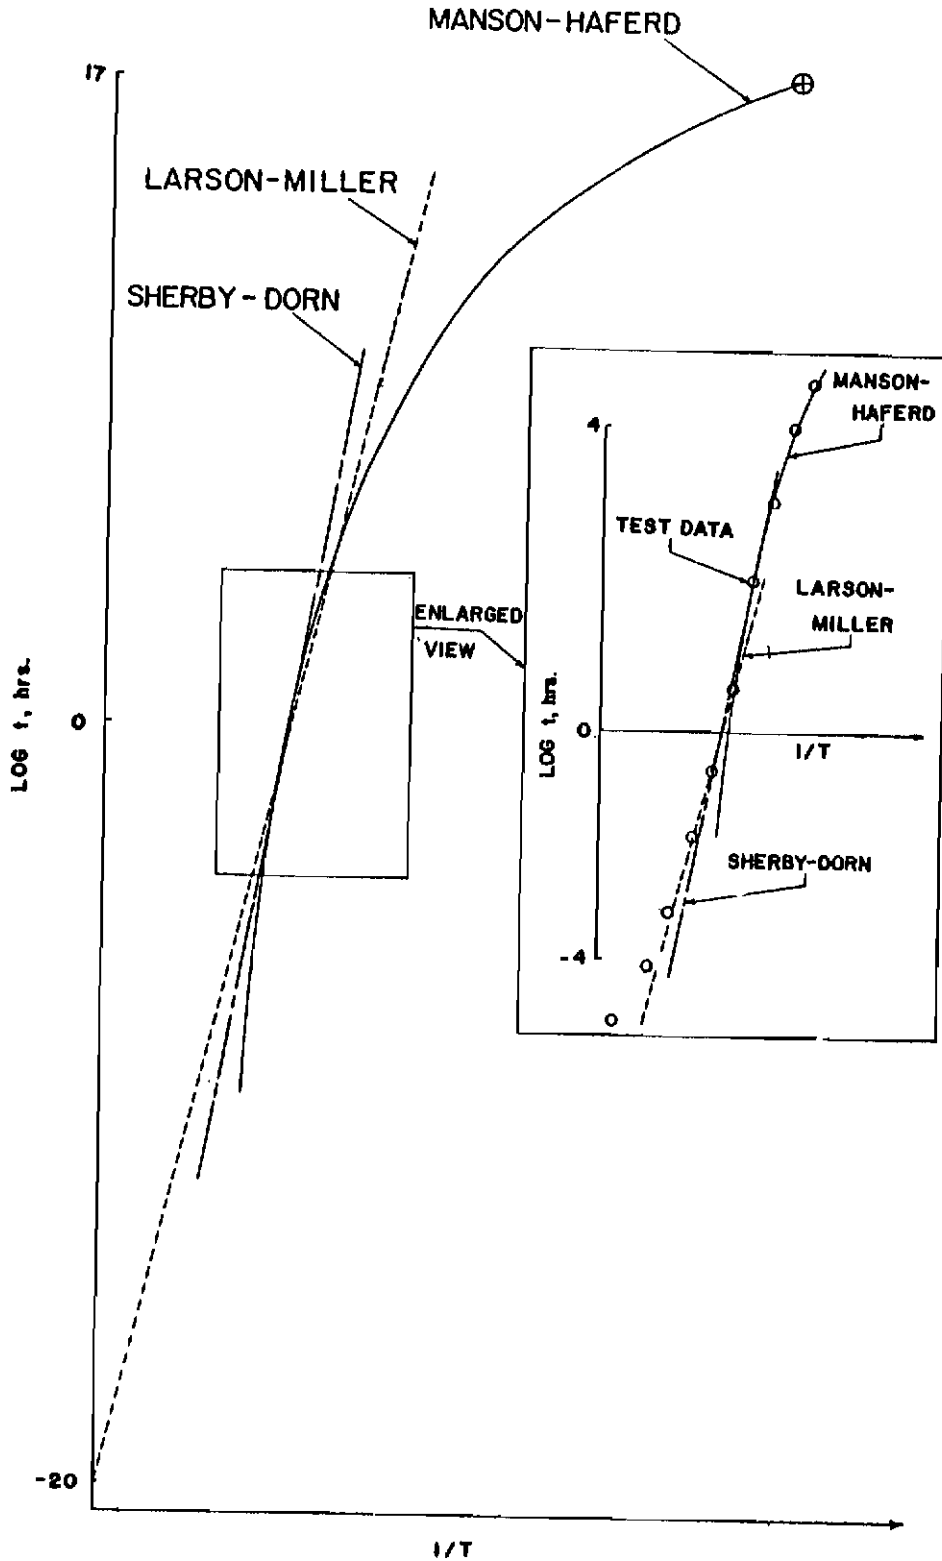 MANSON-HAFERD
17
LARSON-MILLER
SHERBY-DORN
MANSON-
HAFERD
4
TEST DATA
LARSON-
MILLER
ENLARGED
VIEW
LOG t, hrs.
0
LOG t, hrs.
0
1/T
SHERBY-DORN
-4
-20
1/T